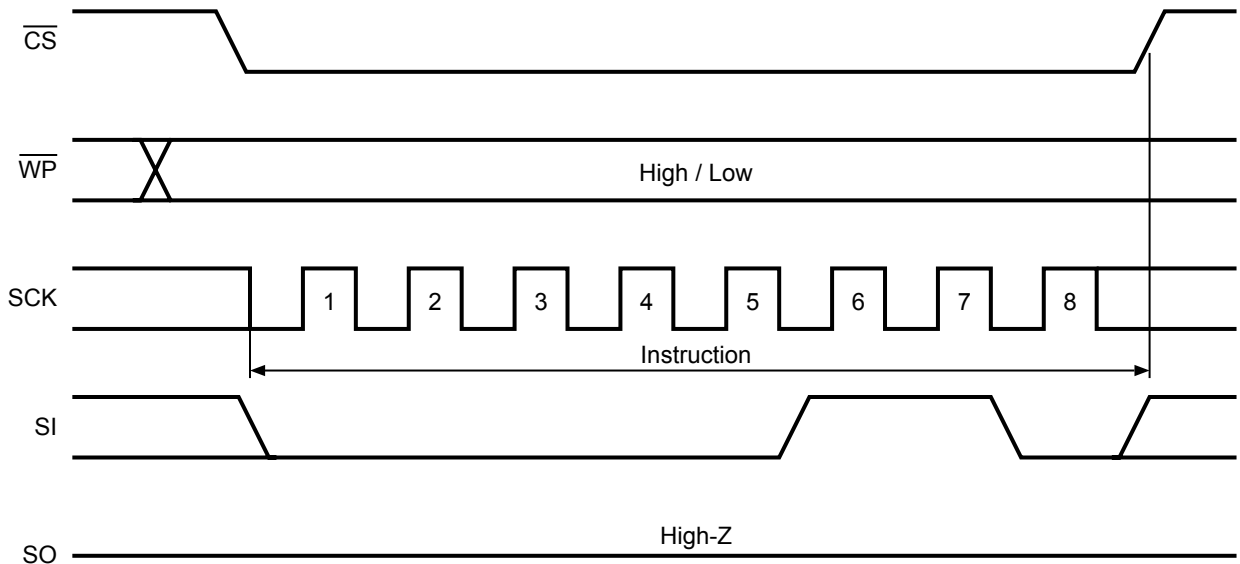 CS
WP
High / Low
SCK
1 2 3 4 5 6 7 8
Instruction
SI
High-Z
SO